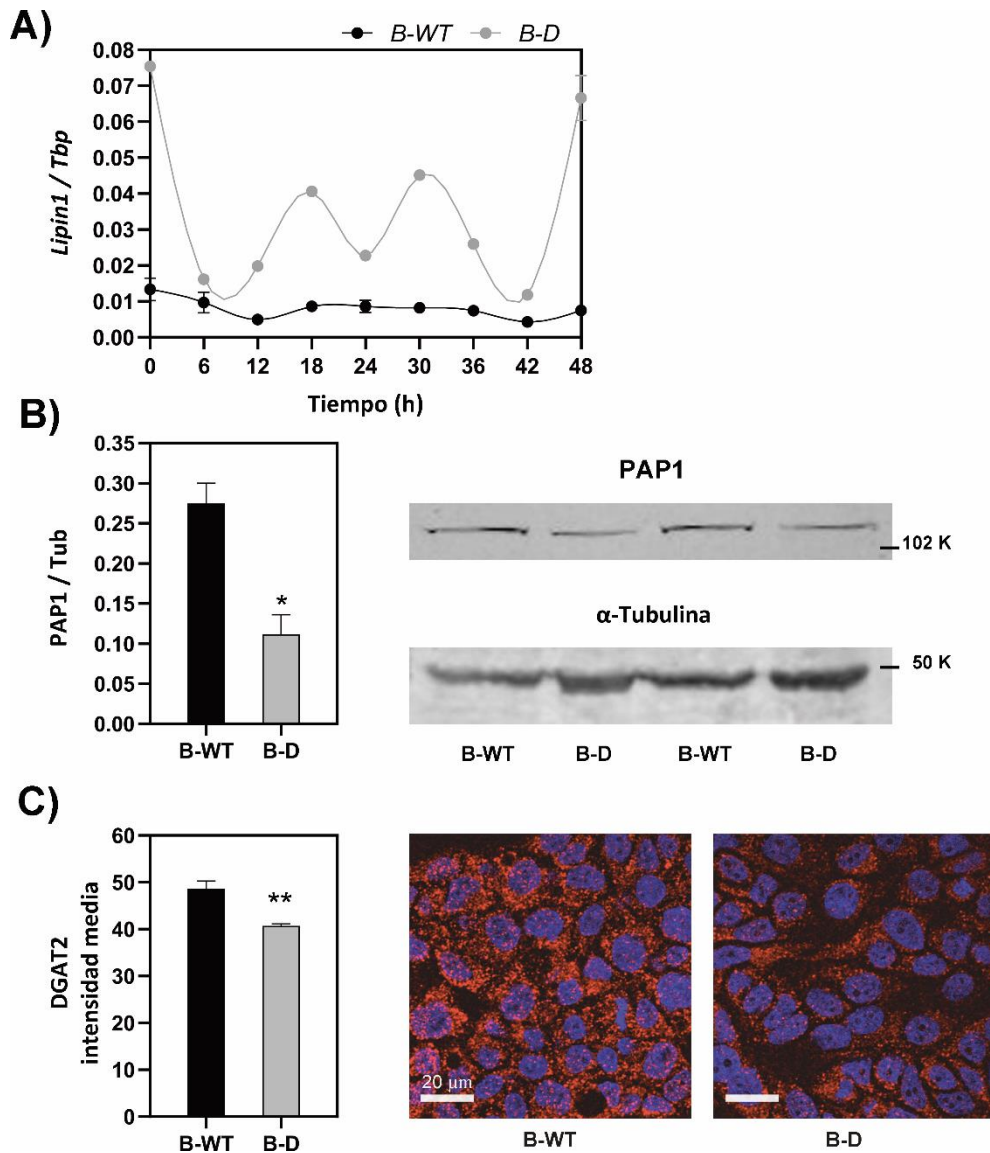 A)
B-WT B-D
0.08
0.07
0.06
0.05
0.04
0.03
0.02
0.01
0.00
Lipin1 / Tbp
0 6 12 18 24 30 36 42 48
Tiempo (h)
B)
0.35
0.30
0.25
0.20
0.15
0.10
0.05
0.00
PAP1 / Tub
*
B-WT B-D
PAP1
102 K
α-Tubulina
50 K
B-WT B-D B-WT B-D
C)
60
50
40
30
20
10
0
DGAT2
intensidad media
**
B-WT B-D
20 µm
B-WT B-D